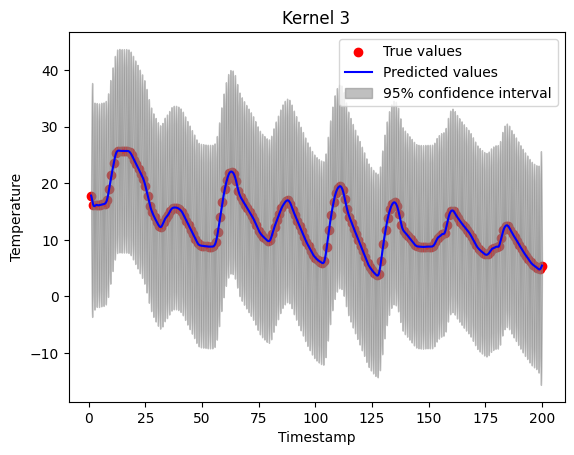 Kernel 3
True values
Predicted values
95% confidence interval
Temperature
40
30
20
10
0
−10
0 25 50 75 100 125 150 175 200
Timestamp